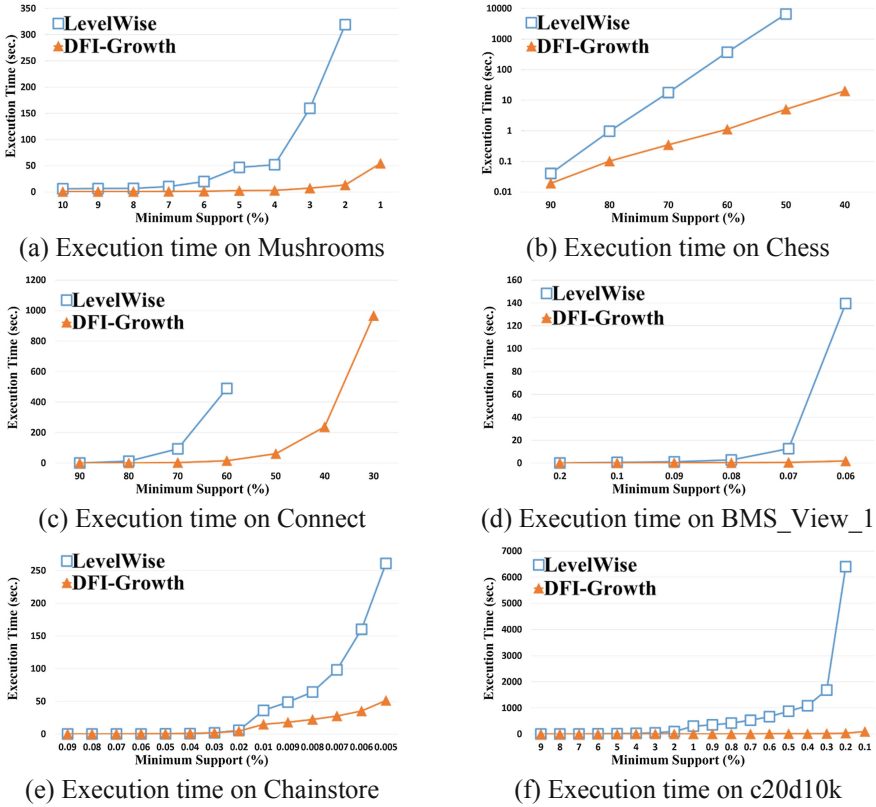 350
300
250
200
150
100
50
0
Execution Time (sec.)
LevelWise
DFI-Growth
10 9 8 7 6 5 4 3 2 1
Minimum Support (%)
(a) Execution time on Mushrooms
10000
1000
100
10
1
0.1
0.01
Execution Time (sec.)
LevelWise
DFI-Growth
90 80 70 60 50 40
Minimum Support (%)
(b) Execution time on Chess
1200
1000
800
600
400
200
0
Execution Time (sec.)
LevelWise
DFI-Growth
90 80 70 60 50 40 30
Minimum Support (%)
(c) Execution time on Connect
160
140
120
100
80
60
40
20
0
Execution Time (sec.)
LevelWise
DFI-Growth
0.2 0.1 0.09 0.08 0.07 0.06
Minimum Support (%)
(d) Execution time on BMS_View_1
250
200
150
100
50
0
Execution Time (sec.)
LevelWise
DFI-Growth
0.09 0.08 0.07 0.06 0.05 0.04 0.03 0.02 0.01 0.009 0.008 0.007 0.006 0.005
Minimum Support (%)
(e) Execution time on Chainstore
7000
6000
5000
4000
3000
2000
1000
0
Execution Time (sec.)
LevelWise
DFI-Growth
9 8 7 6 5 4 3 2 1 0.9 0.8 0.7 0.6 0.5 0.4 0.3 0.2 0.1
Minimum Support (%)
(f) Execution time on c20d10k